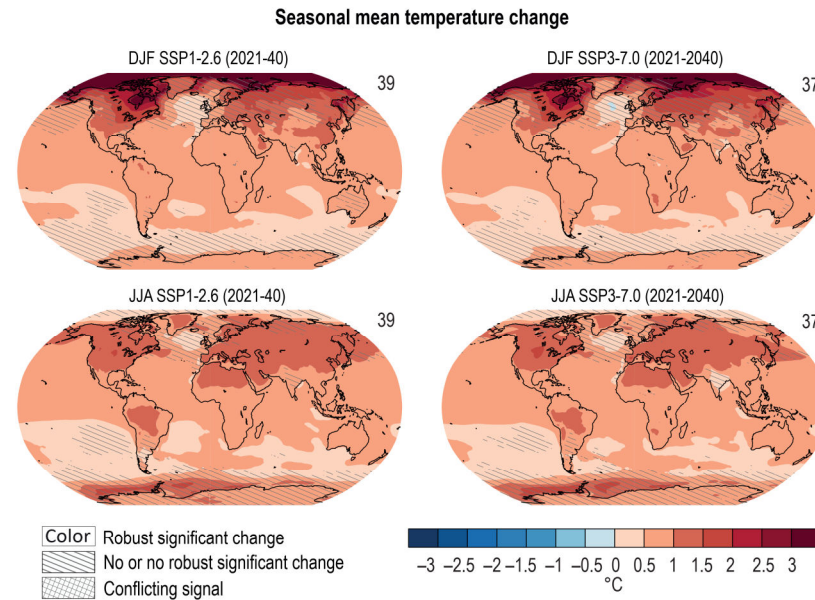 Seasonal mean temperature change
DJF SSP1-2.6 (2021-40)
39
DJF SSP3-7.0 (2021-2040)
37
JJA SSP1-2.6 (2021-40)
39
JJA SSP3-7.0 (2021-2040)
37
Color Robust significant change
No or no robust significant change
Conflicting signal
–3 –2.5 –2 –1.5 –1 –0.5 0 0.5 1 1.5 2 2.5 3
°C